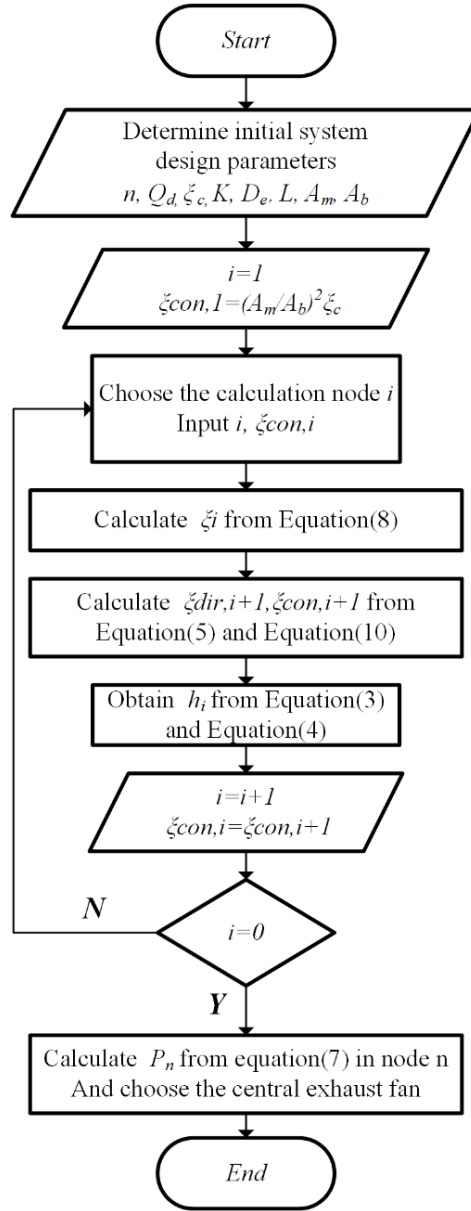 Start
Determine initial system
design parameters
n, Q_d, ξ_c, K, D_e, L, A_m, A_b
i=1
ξcon,1=(A_m/A_b)²ξ_c
Choose the calculation node i
Input i, ξcon,i
Calculate ξi from Equation(8)
Calculate ξdir,i+1,ξcon,i+1 from
Equation(5) and Equation(10)
Obtain h_i from Equation(3)
and Equation(4)
i=i+1
ξcon,i=ξcon,i+1
N
i=0
Y
Calculate P_n from equation(7) in node n
And choose the central exhaust fan
End